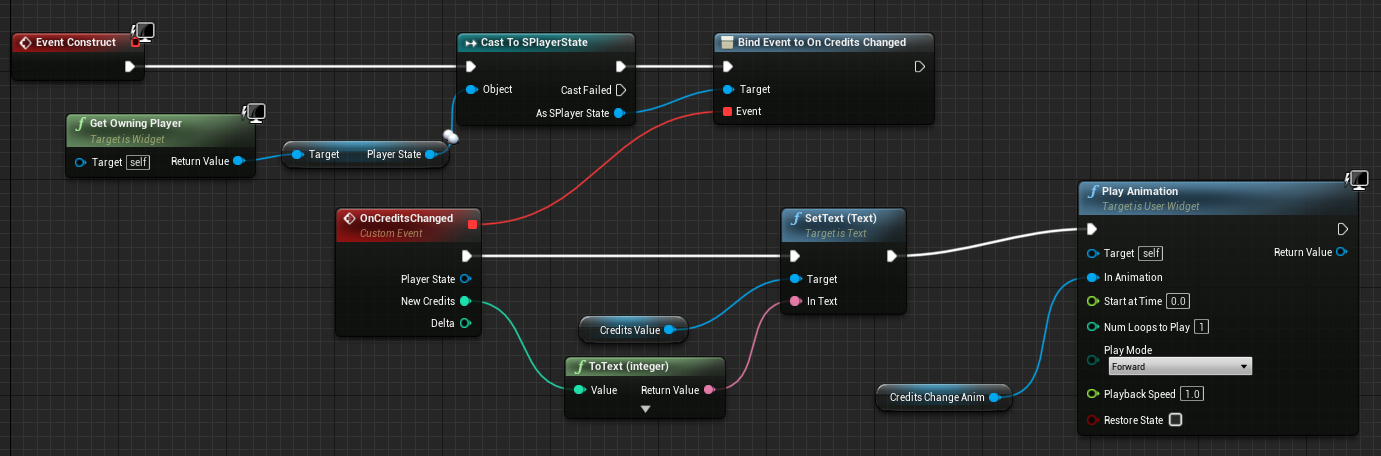 Event Construct
Cast To SPlayerState
Object
Cast Failed
As SPlayer State
Bind Event to On Credits Changed
Target
Event
f Get Owning Player
Target is Widget
Target self
Return Value
Target
Player State
OnCreditsChanged
Custom Event
Player State
New Credits
Delta
f SetText (Text)
Target is Text
Target
In Text
Credits Value
f ToText (integer)
Value
Return Value
Credits Change Anim
f Play Animation
Target is User Widget
Target self
Return Value
In Animation
Start at Time 0.0
Num Loops to Play 1
Play Mode
Forward
Playback Speed 1.0
Restore State